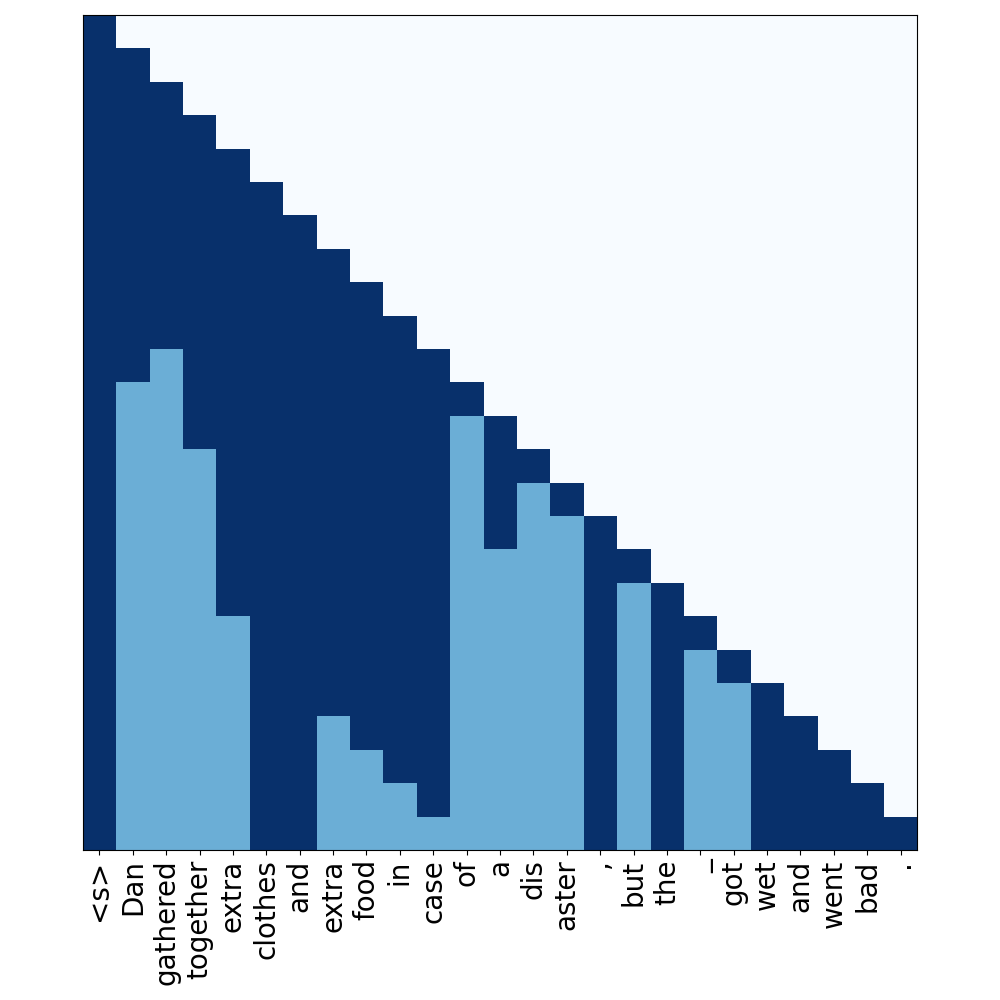 <s>
Dan
gathered
together
extra
clothes
and
extra
food
in
case
of
a
dis
aster
,
but
the
_
got
wet
and
went
bad
.